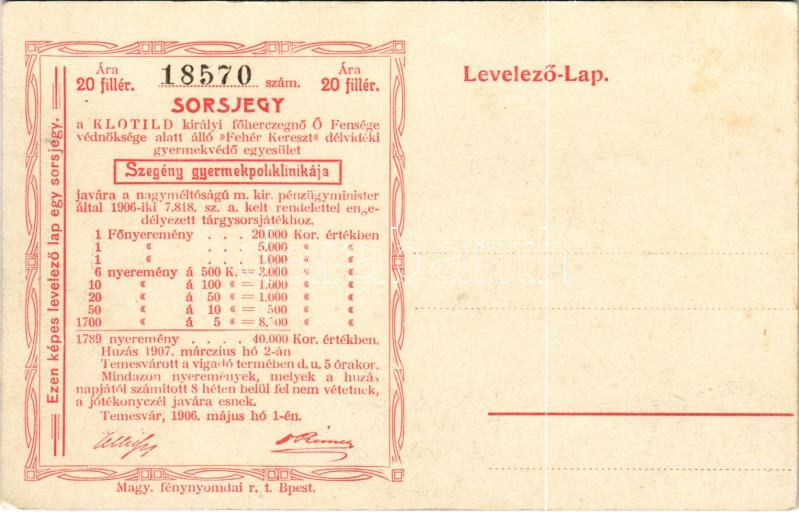 Ezen képes levelező lap egy sorsjegy.
Ára 18570 Ára
20 fillér. szám. 20 fillér.
SORSJEGY
a KLOTILD királyi főherczegnő Ő Fensége
védnöksége alatt álló »Fehér Kereszt« délvidéki
gyermekvédő egyesület
Szegény gyermekpoliklinikája
javára a nagyméltóságú m. kir. pénzügyminister
által 1906-iki 7.818. sz. a. kelt rendelettel enge-
délyezett tárgysorsjátékhoz.
1 Főnyeremény . . . 20.000 Kor. értékben
1 « . . . 5.000 « «
1 « . . . 1.000 « «
6 nyeremény á 500 K. = 3.000 « «
10 « á 100 « = 1.000 « «
20 « á 50 « = 1.000 « «
50 « á 10 « = 500 « «
1700 « á 5 « = 8.500 « «
1789 nyeremény . . . . 40.000 Kor. értékben.
Huzás 1907. márczius hó 2-án
Temesvárott a vigadó termében d. u. 5 órakor.
Mindazon nyeremények, melyek a huzás
napjától számított 8 héten belül fel nem vétetnek,
a jótékonyczél javára esnek.
Temesvár, 1906. május hó 1-én.
Magy. fénynyomdai r. t. Bpest.
Levelező-Lap.